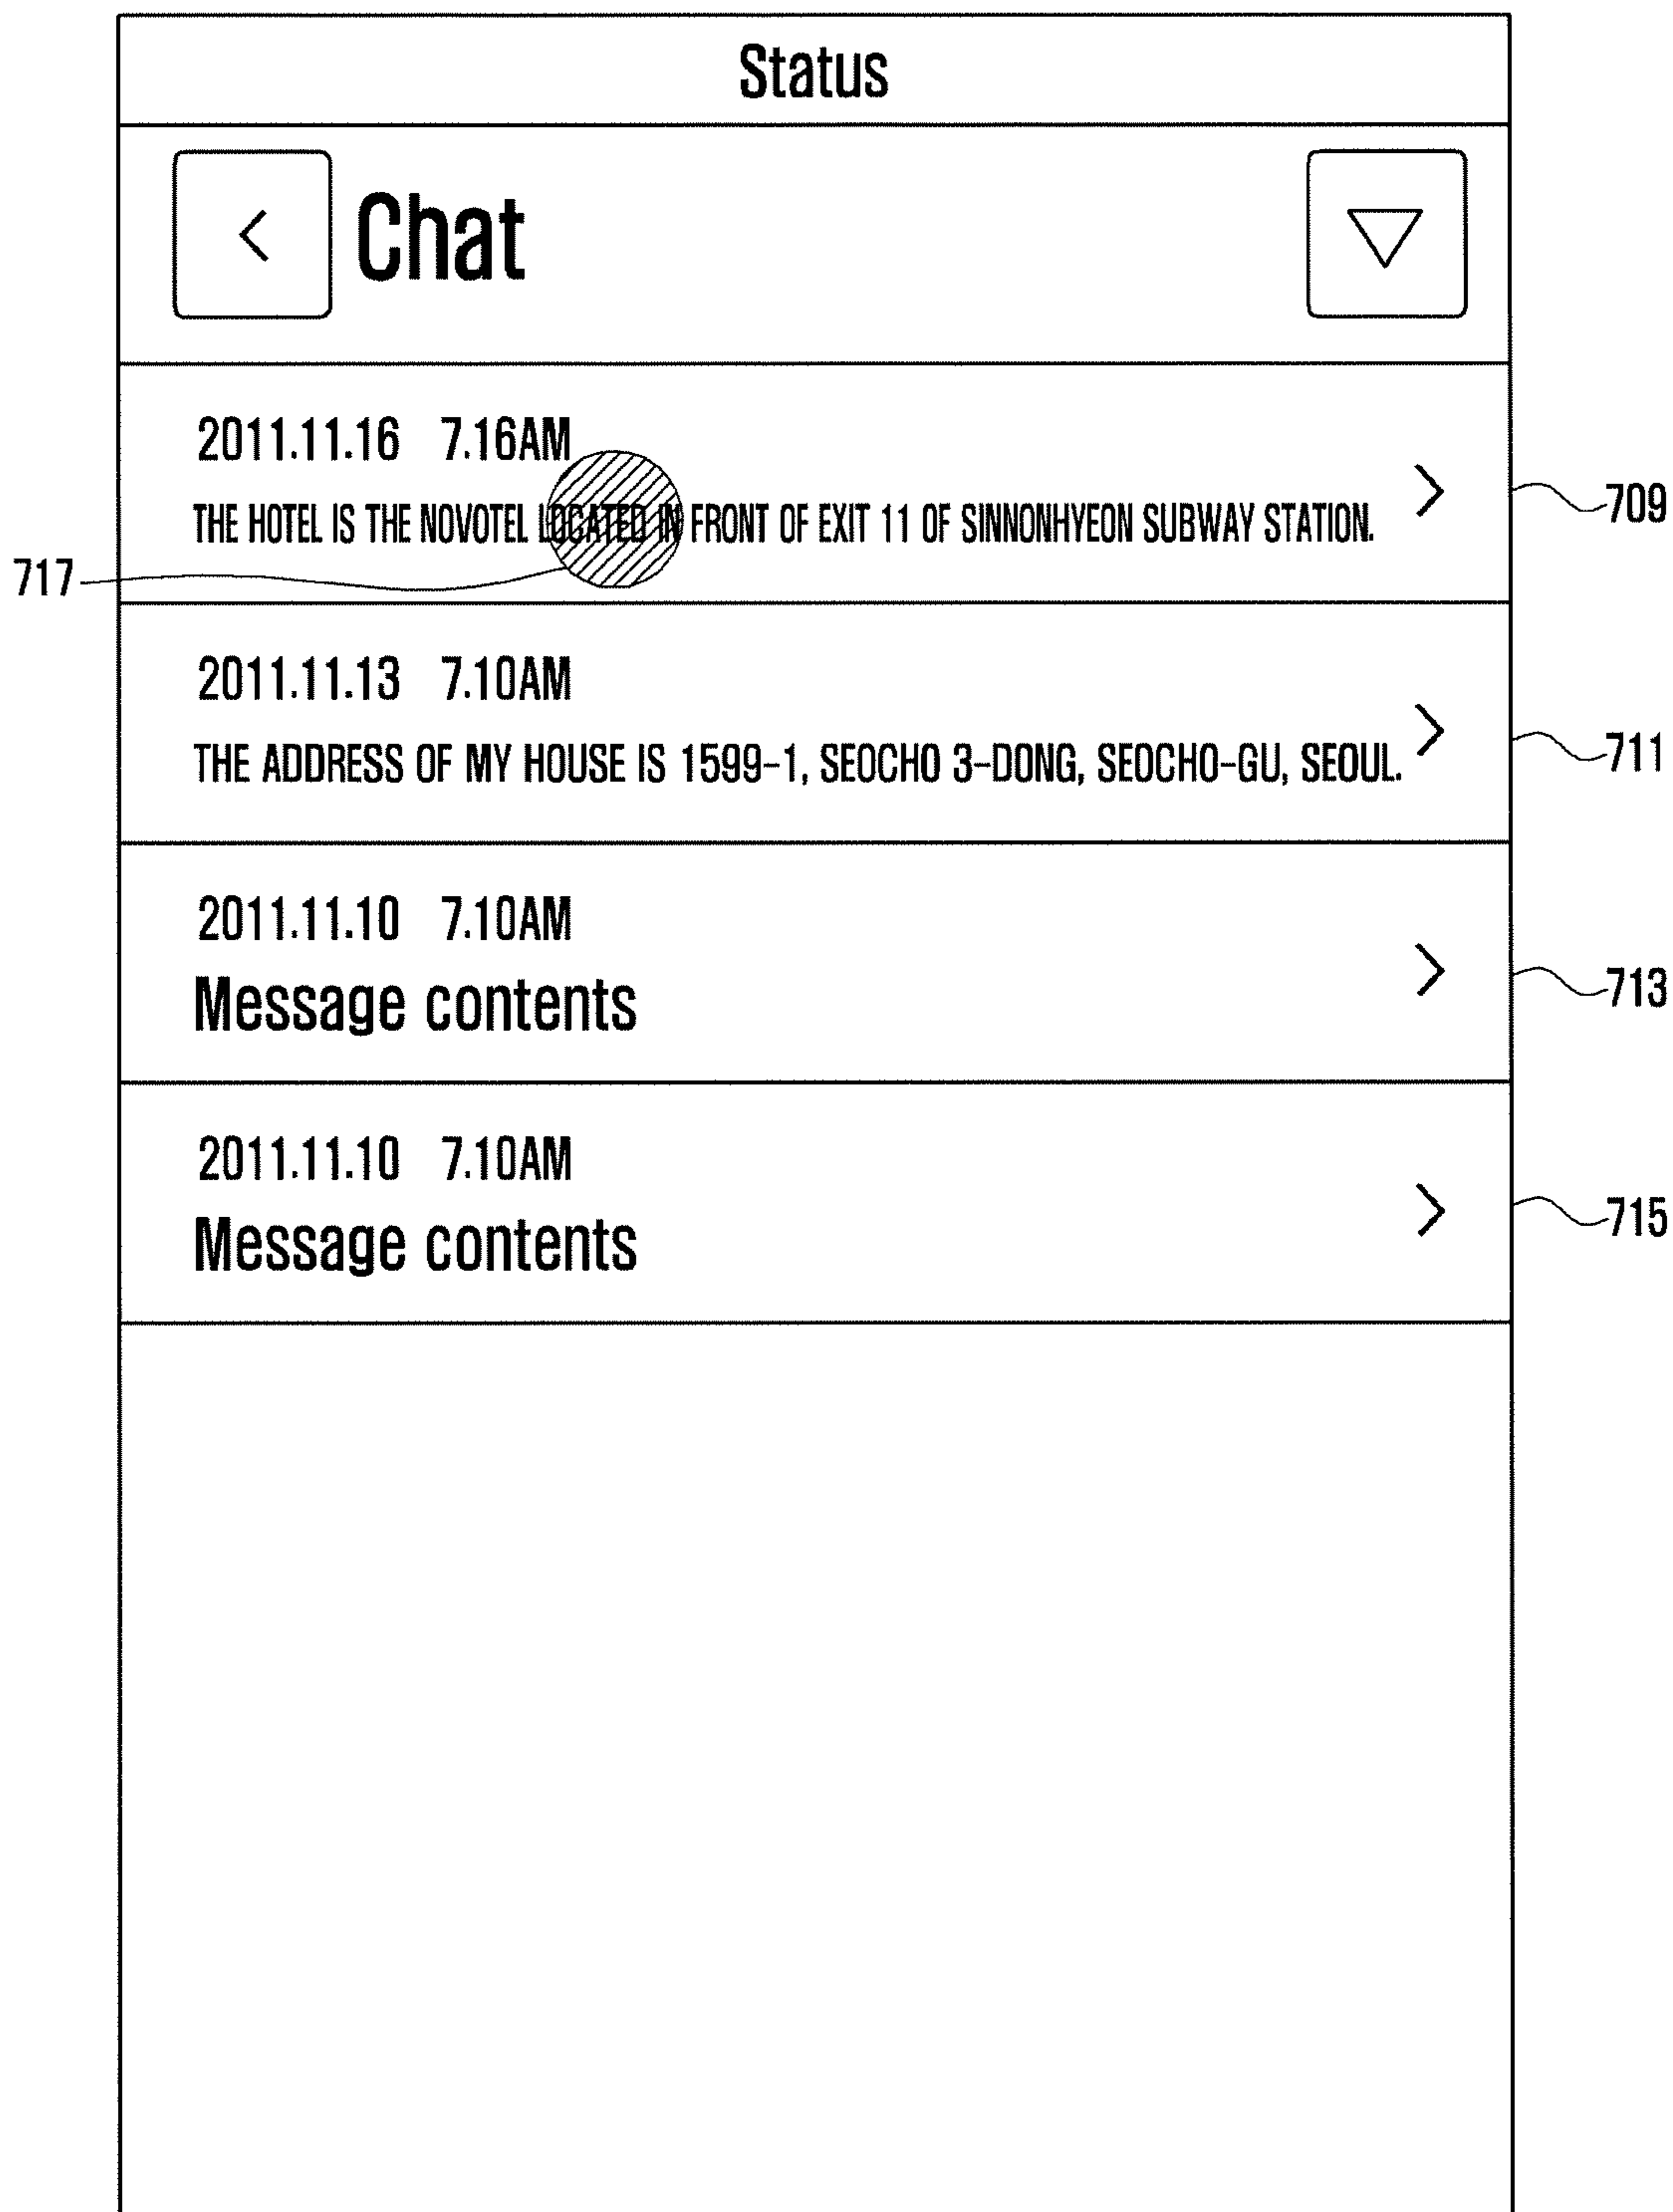 Status
< Chat
2011.11.16 7.16AM
THE HOTEL IS THE NOVOTEL LOCATED IN FRONT OF EXIT 11 OF SINNONHYEON SUBWAY STATION.
>
709
717
2011.11.13 7.10AM
THE ADDRESS OF MY HOUSE IS 1599-1, SEOCHO 3-DONG, SEOCHO-GU, SEOUL.
>
711
2011.11.10 7.10AM
Message contents
>
713
2011.11.10 7.10AM
Message contents
>
715